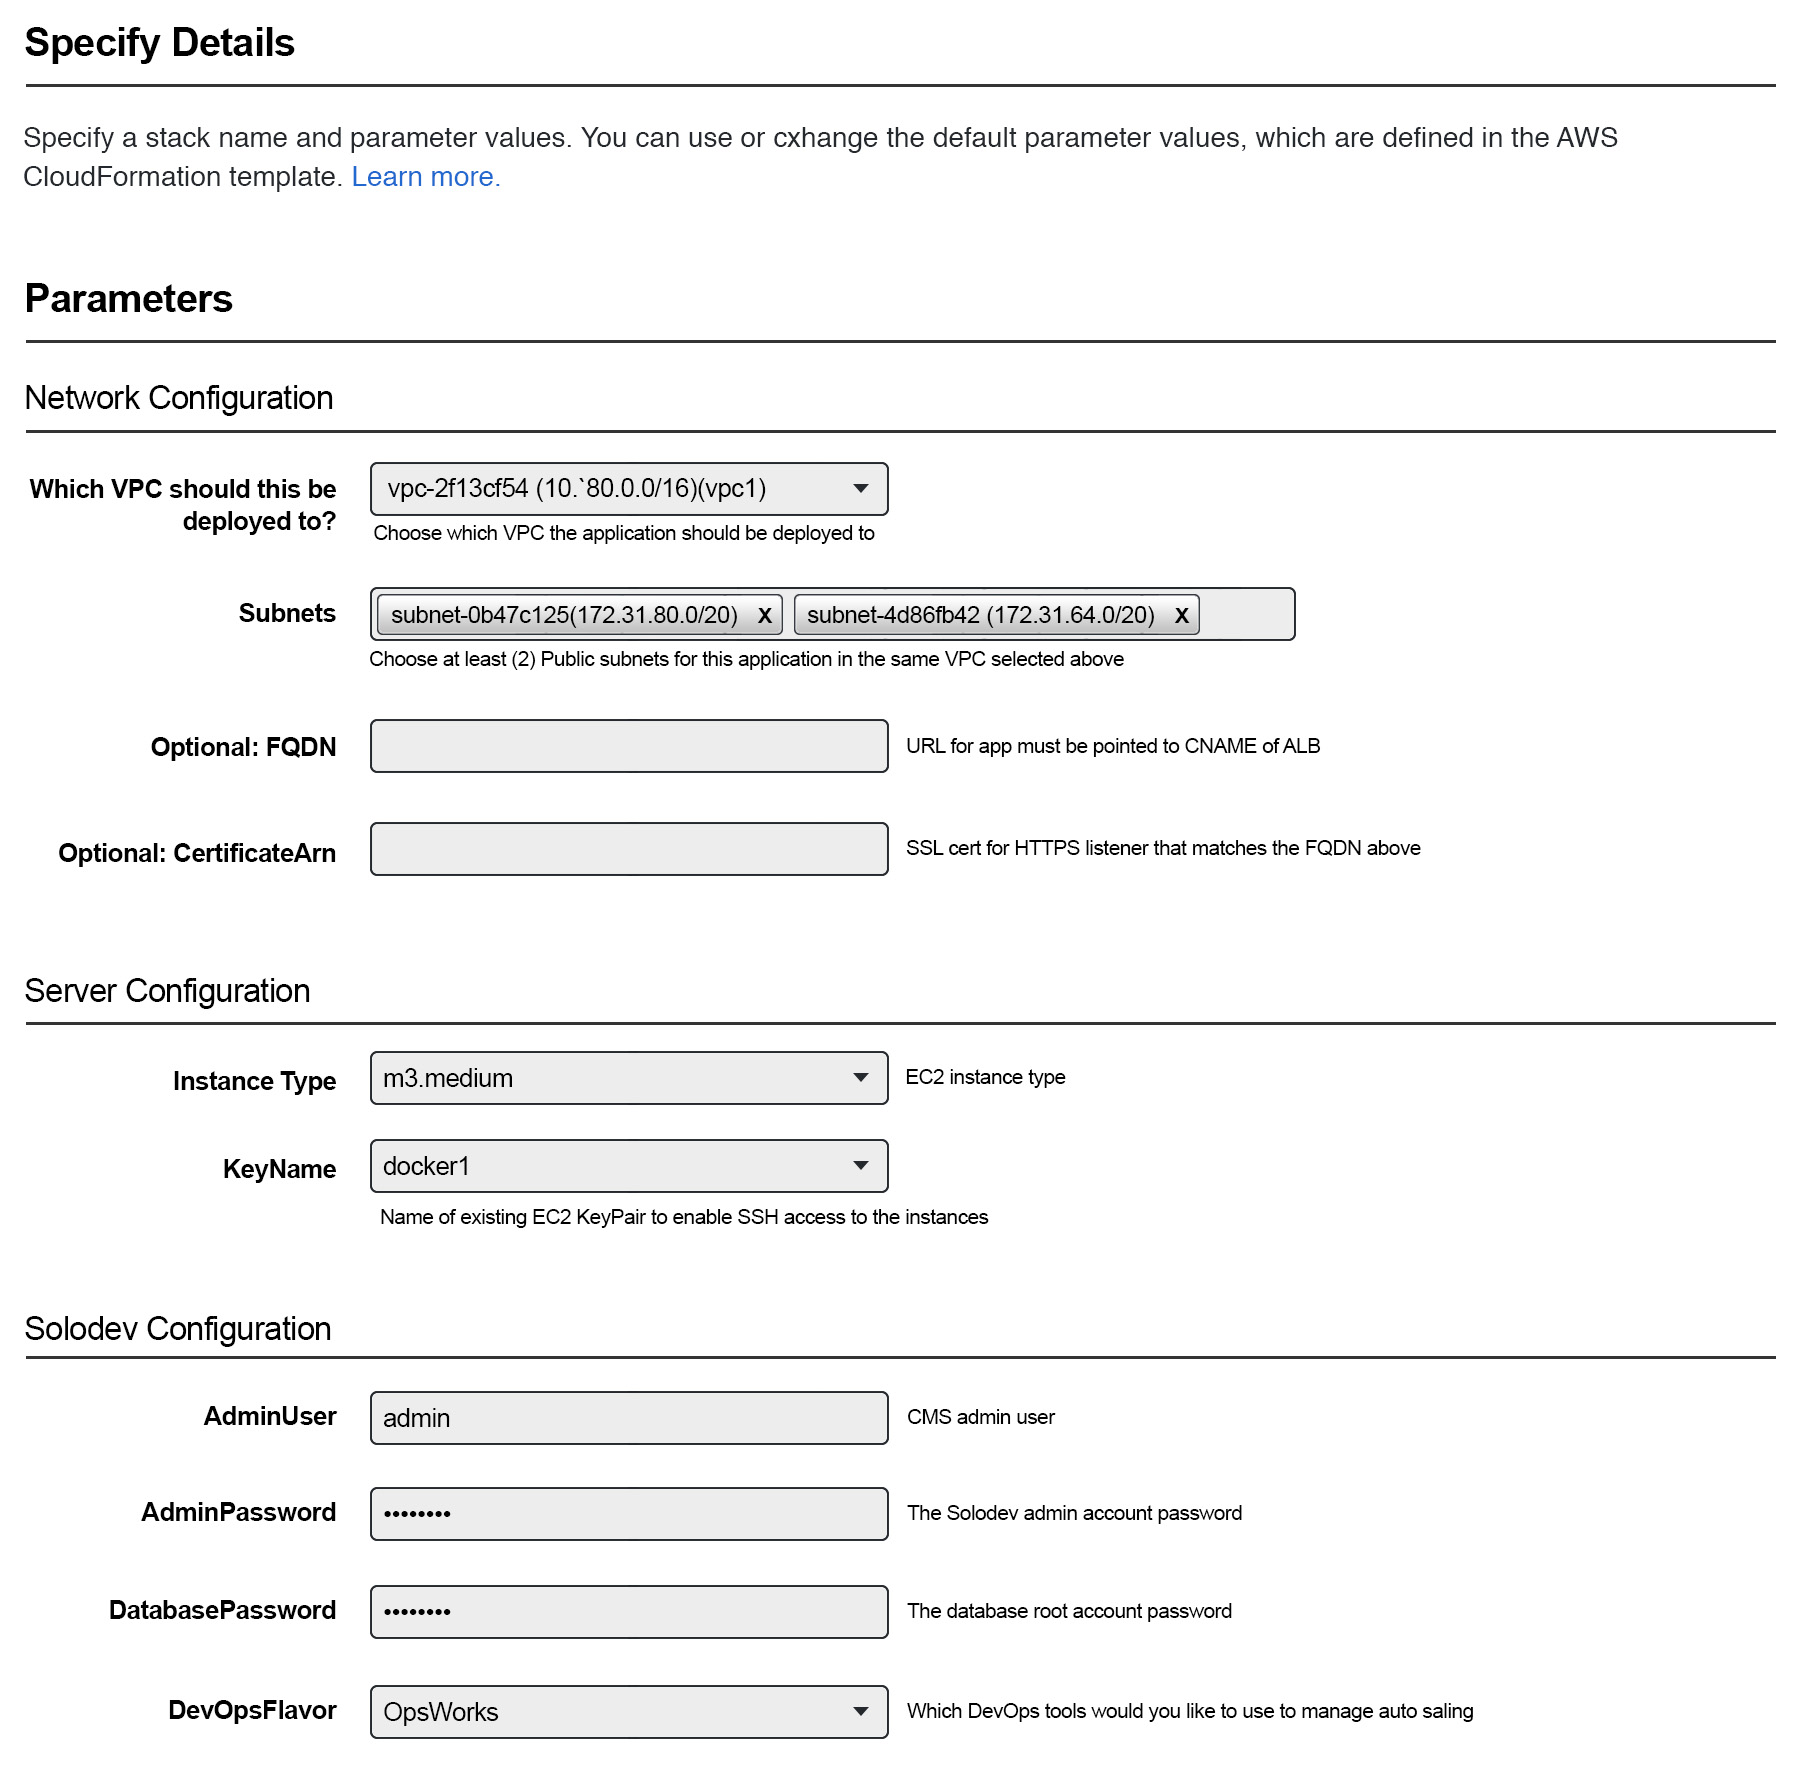 Specify Details
Specify a stack name and parameter values. You can use or cxhange the default parameter values, which are defined in the AWS
CloudFormation template. Learn more.
Parameters
Network Configuration
Which VPC should this be
deployed to?
vpc-2f13cf54 (10.`80.0.0/16)(vpc1)
Choose which VPC the application should be deployed to
Subnets
subnet-0b47c125(172.31.80.0/20) X subnet-4d86fb42 (172.31.64.0/20) X
Choose at least (2) Public subnets for this application in the same VPC selected above
Optional: FQDN
URL for app must be pointed to CNAME of ALB
Optional: CertificateArn
SSL cert for HTTPS listener that matches the FQDN above
Server Configuration
Instance Type
m3.medium
EC2 instance type
KeyName
docker1
Name of existing EC2 KeyPair to enable SSH access to the instances
Solodev Configuration
AdminUser
admin
CMS admin user
AdminPassword
••••••••
The Solodev admin account password
DatabasePassword
••••••••
The database root account password
DevOpsFlavor
OpsWorks
Which DevOps tools would you like to use to manage auto saling